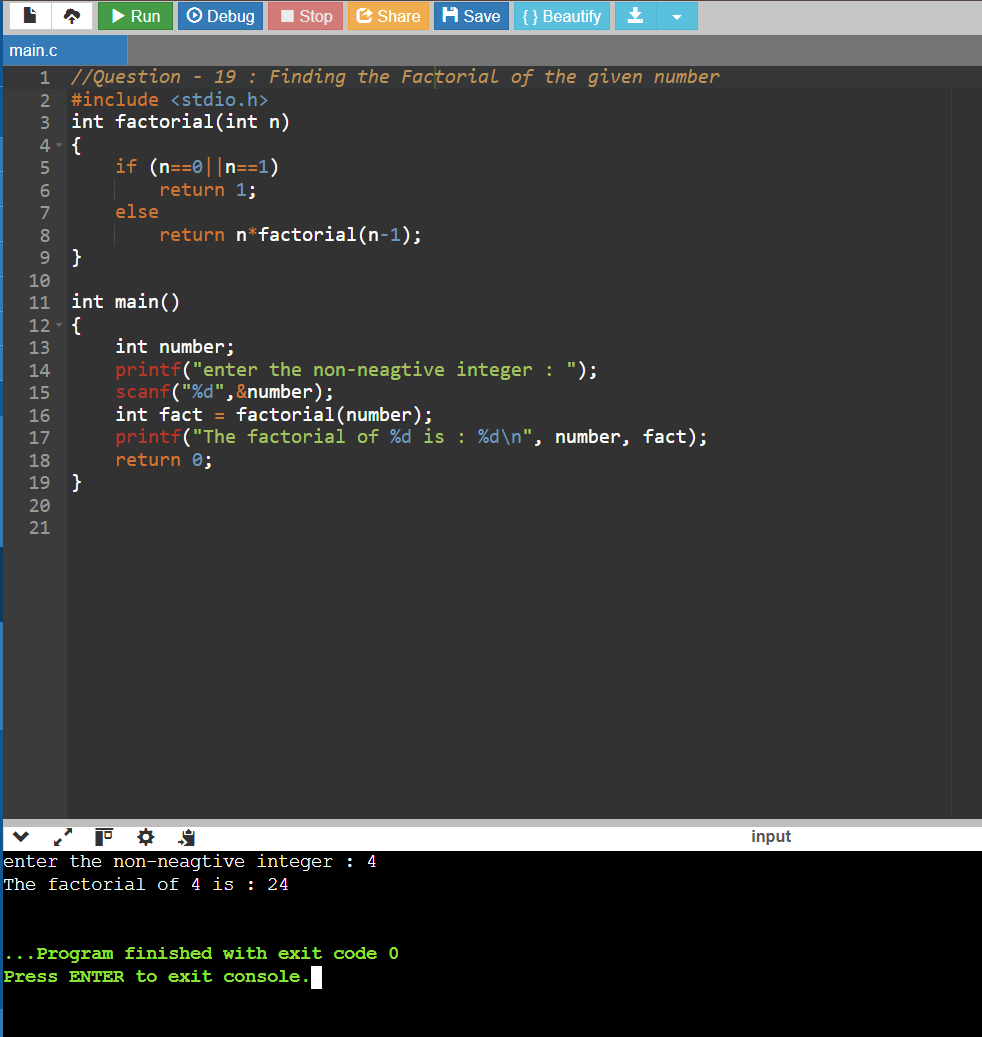 Run Debug Stop Share Save { } Beautify
main.c
1 //Question - 19 : Finding the Factorial of the given number
2 #include <stdio.h>
3 int factorial(int n)
4 {
5     if (n==0||n==1)
6         return 1;
7     else
8         return n*factorial(n-1);
9 }
10
11 int main()
12 {
13     int number;
14     printf("enter the non-neagtive integer : ");
15     scanf("%d",&number);
16     int fact = factorial(number);
17     printf("The factorial of %d is : %d\n", number, fact);
18     return 0;
19 }
20
21
input
enter the non-neagtive integer : 4
The factorial of 4 is : 24
...Program finished with exit code 0
Press ENTER to exit console.